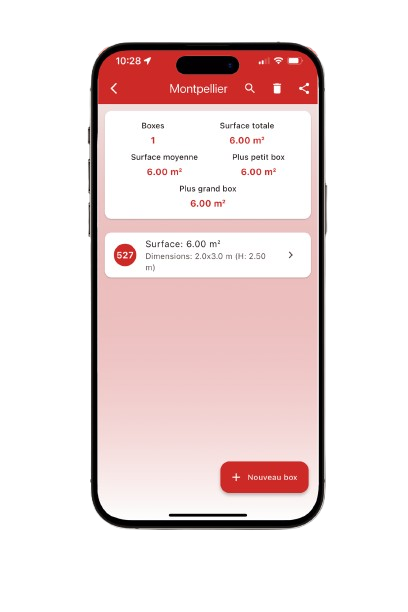 10:28
Montpellier
Boxes
Surface totale
1
6.00 m²
Surface moyenne
Plus petit box
6.00 m²
6.00 m²
Plus grand box
6.00 m²
527
Surface: 6.00 m²
Dimensions: 2.0x3.0 m (H: 2.50
m)
+ Nouveau box